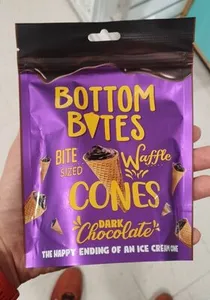 BOTTOM
BITES
BITE Waffle
SIZED
CONES
DARK
Chocolate
THE HAPPY ENDING OF AN ICE CREAM CONE